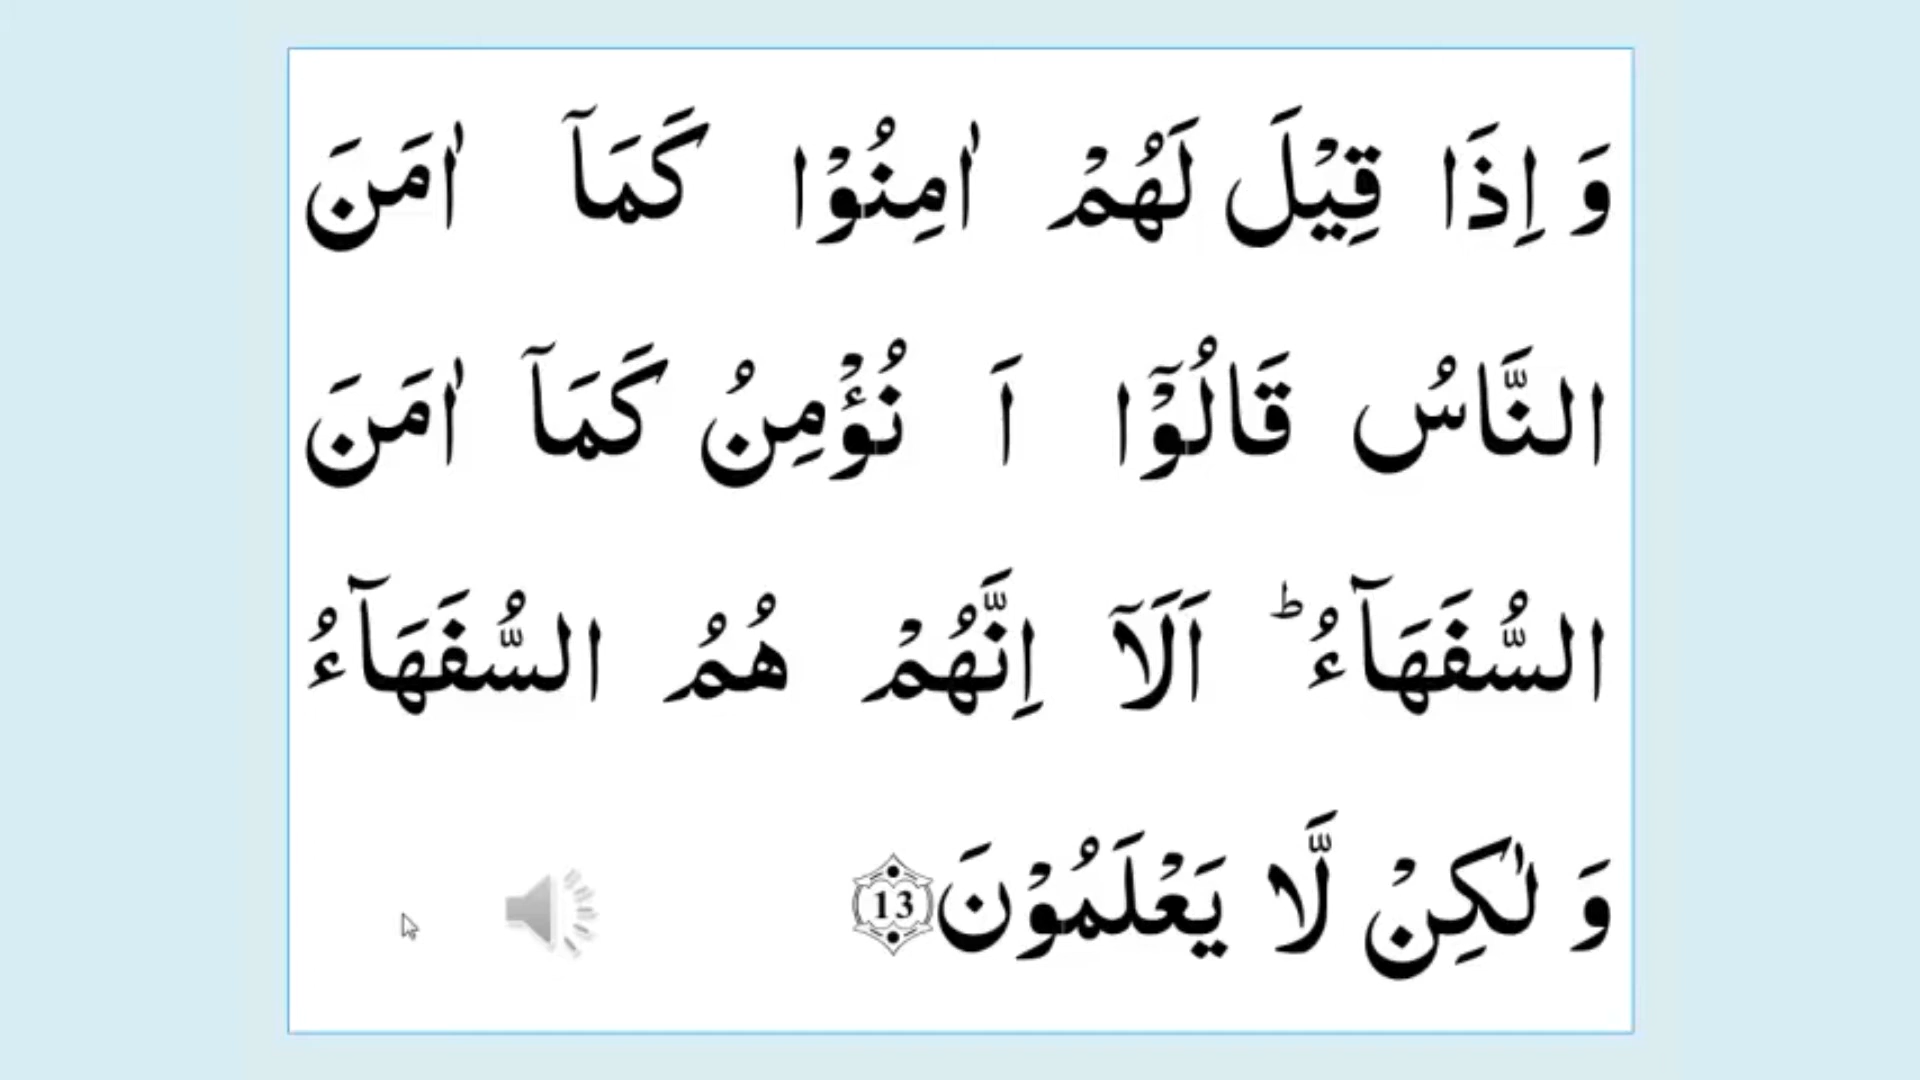 وَ اِذَا قِيْلَ لَهُمْ اٰمِنُوْا كَمَاۤ اٰمَنَ
النَّاسُ قَالُوْۤا اَ نُؤْمِنُ كَمَاۤ اٰمَنَ
السُّفَهَآءُ ؕ اَلَاۤ اِنَّهُمْ هُمُ السُّفَهَآءُ
وَ لٰكِنْ لَّا يَعْلَمُوْنَ 13